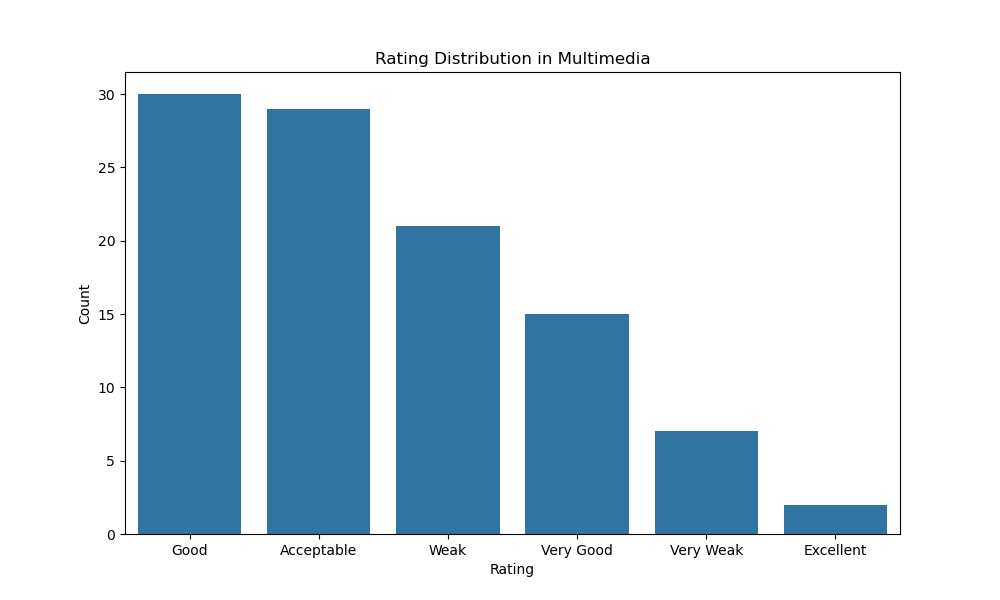 Rating Distribution in Multimedia
30
25
20
15
10
5
0
Count
Good Acceptable Weak Very Good Very Weak Excellent
Rating